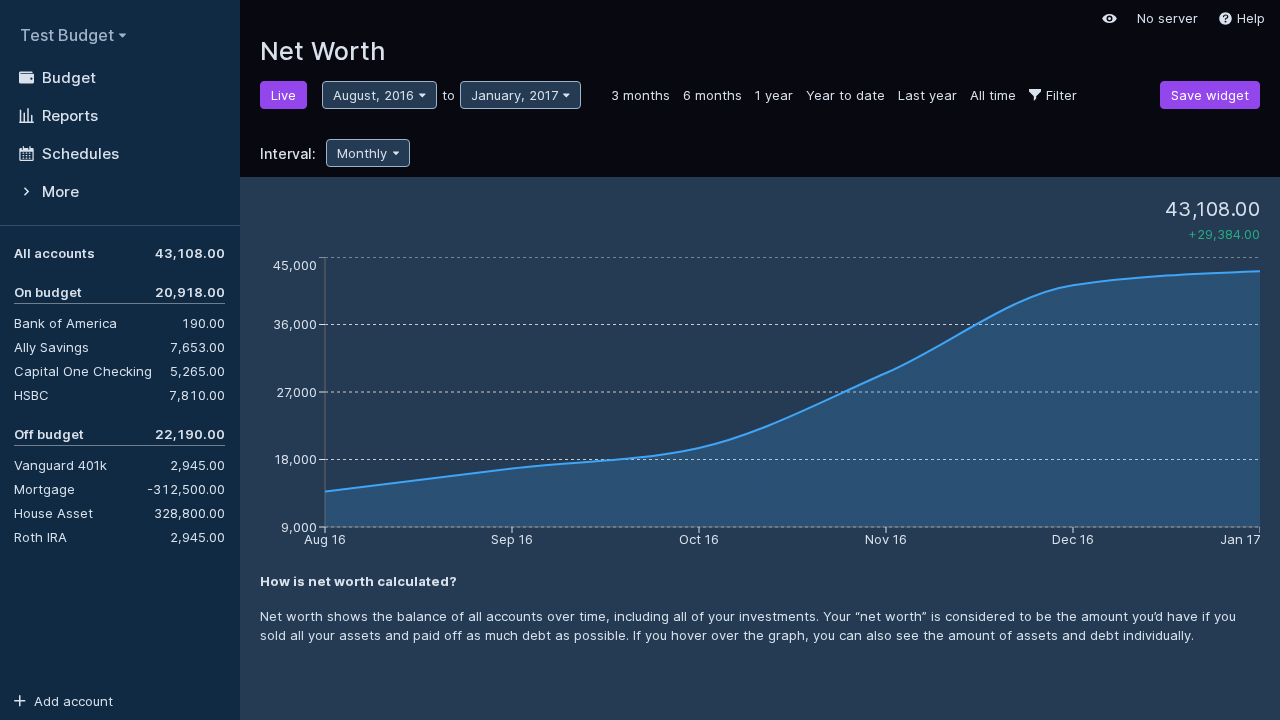 Test Budget
Budget
Reports
Schedules
More
All accounts 43,108.00
On budget 20,918.00
Bank of America 190.00
Ally Savings 7,653.00
Capital One Checking 5,265.00
HSBC 7,810.00
Off budget 22,190.00
Vanguard 401k 2,945.00
Mortgage -312,500.00
House Asset 328,800.00
Roth IRA 2,945.00
Add account
No server Help
Net Worth
Live August, 2016 to January, 2017 3 months 6 months 1 year Year to date Last year All time Filter Save widget
Interval: Monthly
43,108.00
+29,384.00
45,000
36,000
27,000
18,000
9,000
Aug 16 Sep 16 Oct 16 Nov 16 Dec 16 Jan 17
How is net worth calculated?
Net worth shows the balance of all accounts over time, including all of your investments. Your “net worth” is considered to be the amount you’d have if you
sold all your assets and paid off as much debt as possible. If you hover over the graph, you can also see the amount of assets and debt individually.